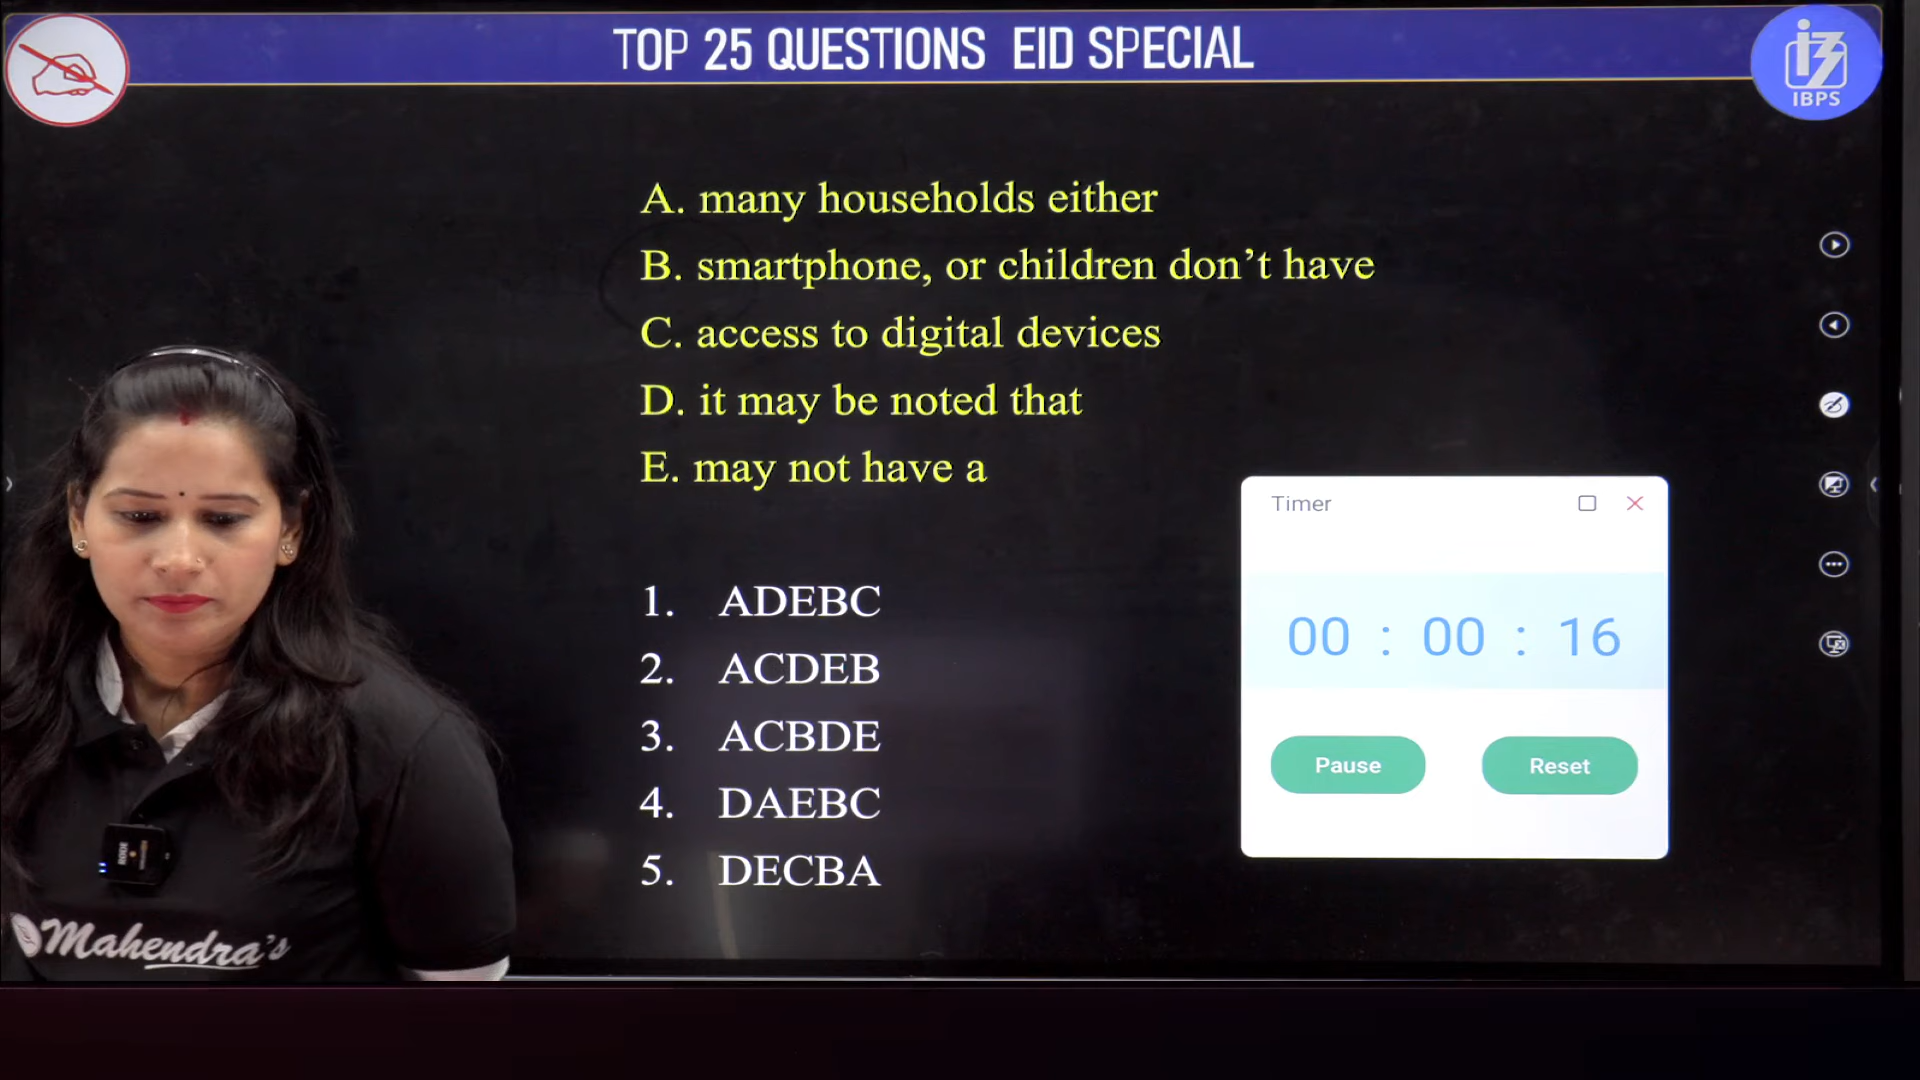 TOP 25 QUESTIONS EID SPECIAL
IBPS
A. many households either
B. smartphone, or children don't have
C. access to digital devices
D. it may be noted that
E. may not have a
Timer
00 : 00 : 16
Pause Reset
1. ADEBC
2. ACDEB
3. ACBDE
4. DAEBC
5. DECBA
RODE
Mahendra's